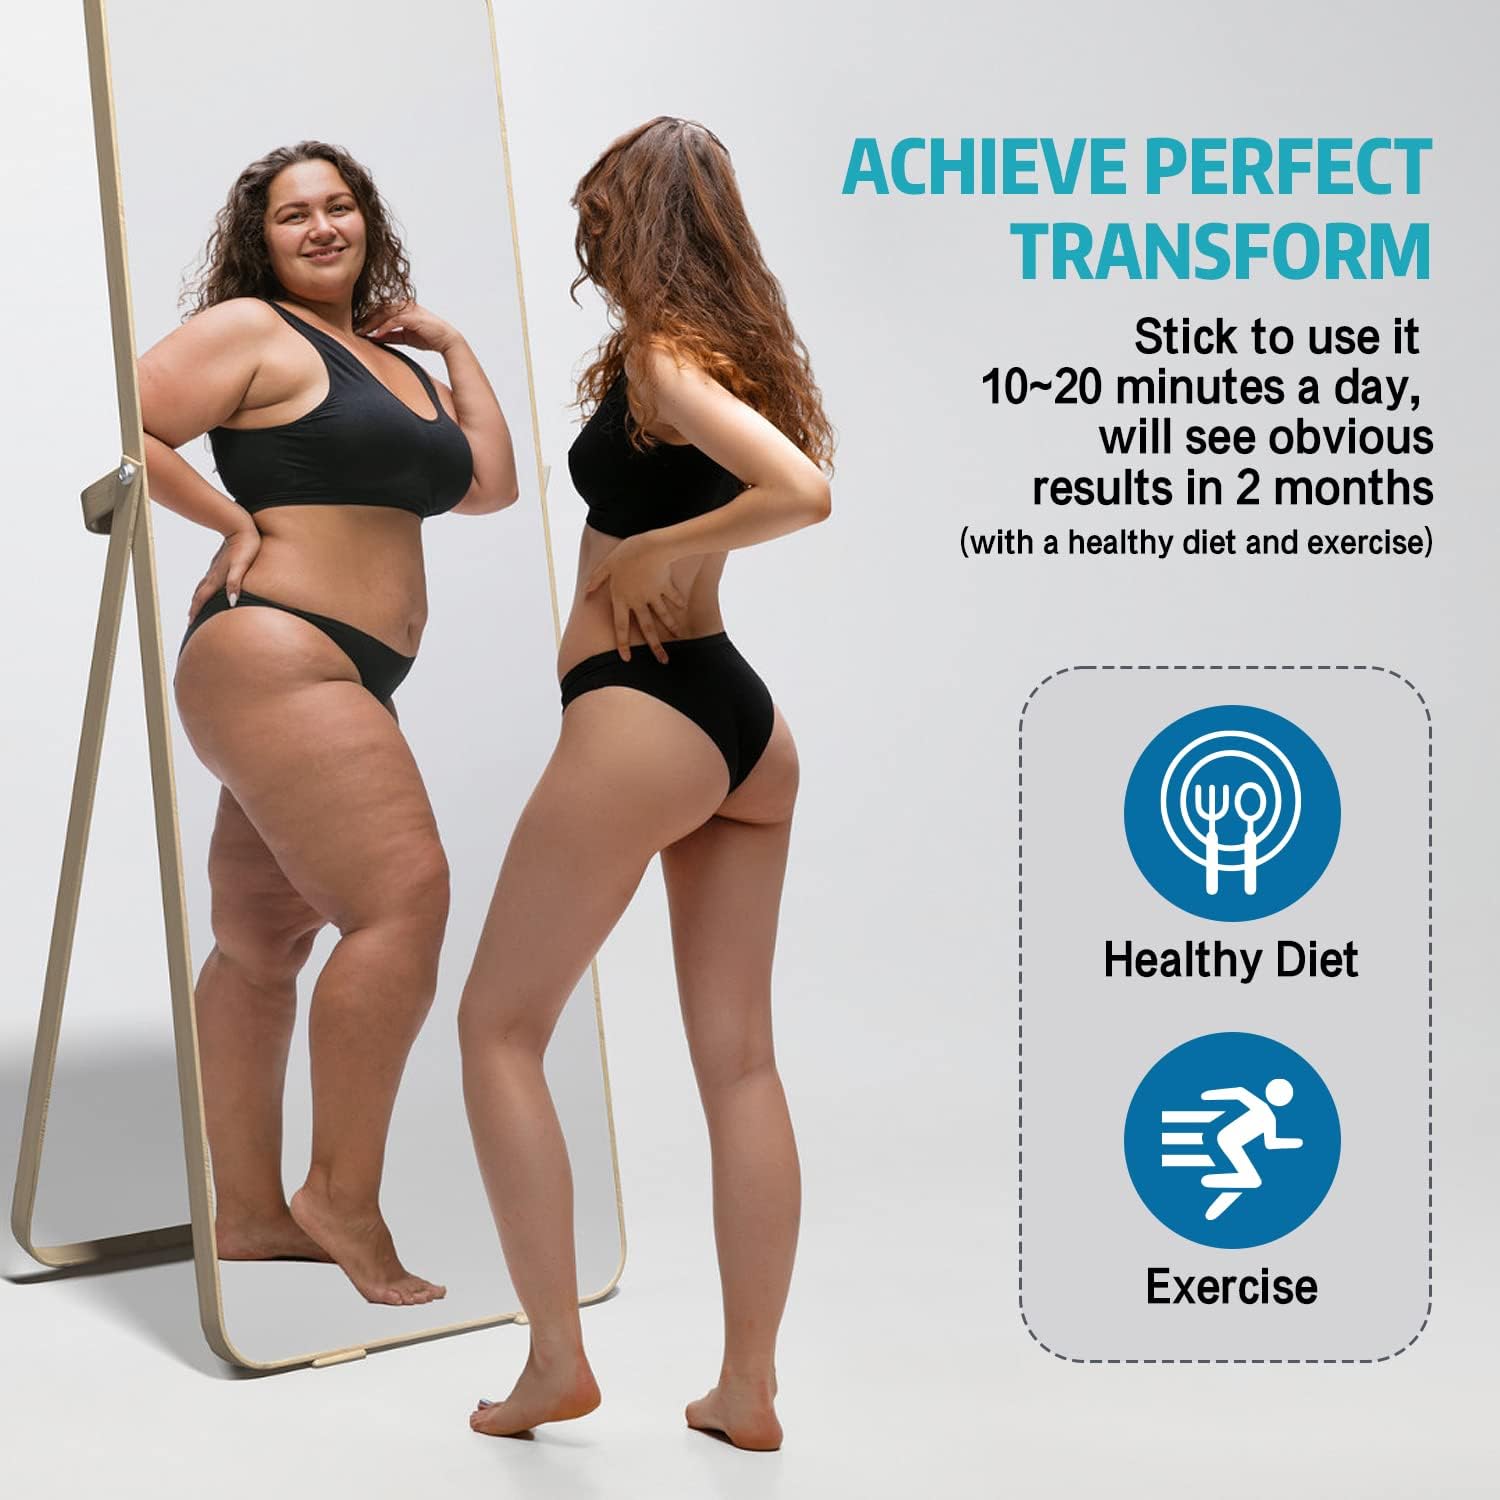 ACHIEVE PERFECT
TRANSFORM
Stick to use it
10~20 minutes a day,
will see obvious
results in 2 months
(with a healthy diet and exercise)
Healthy Diet
Exercise